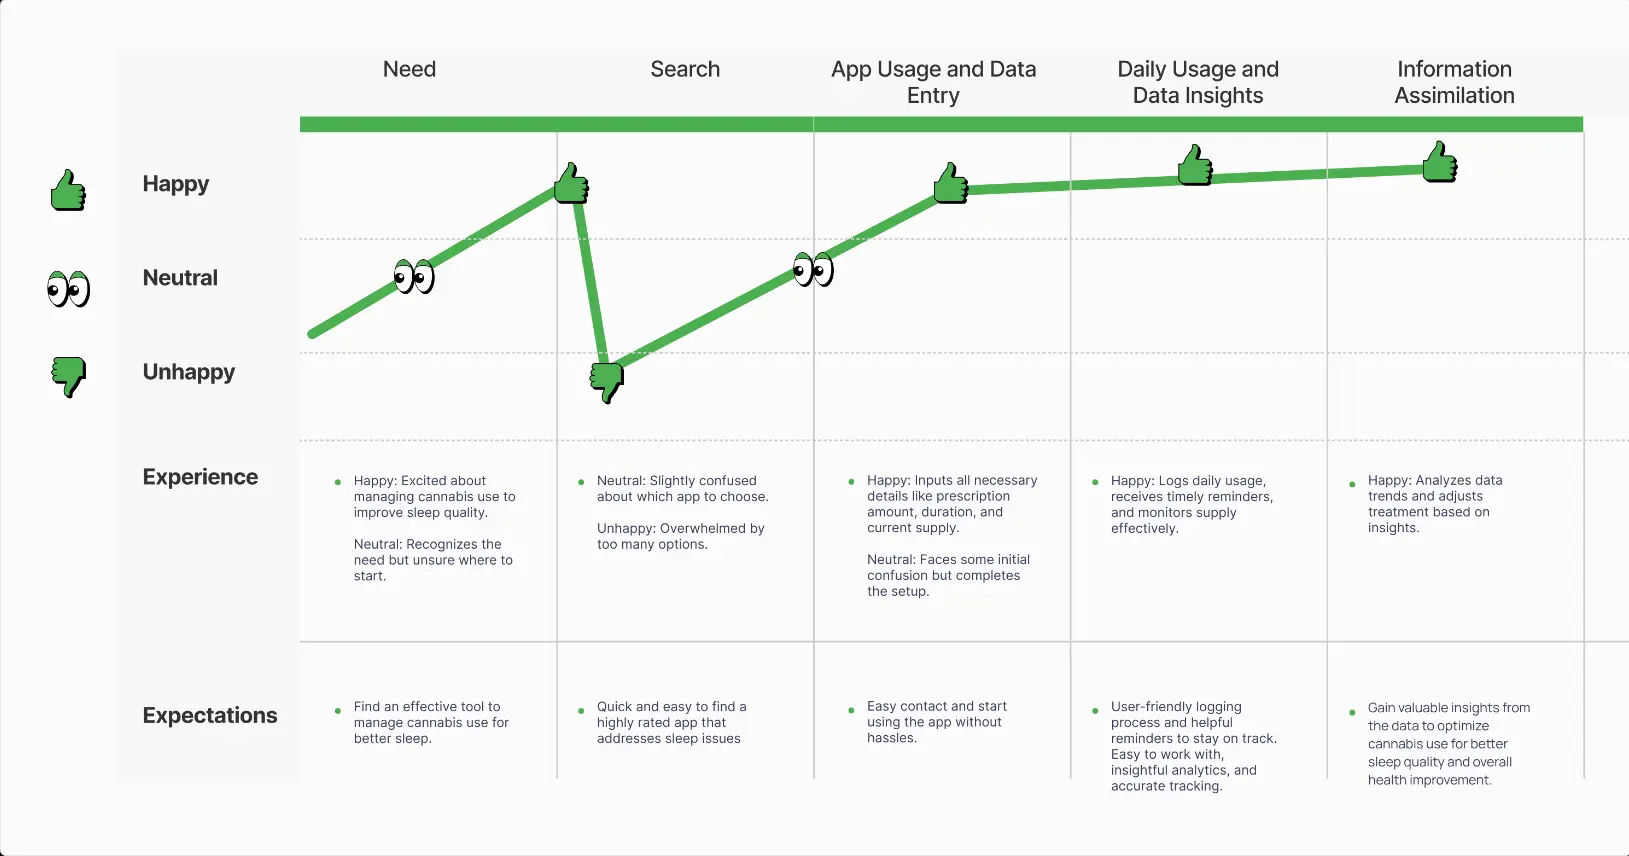 Need
Search
App Usage and Data
Entry
Daily Usage and
Data Insights
Information
Assimilation
Happy
Neutral
Unhappy
Experience
Happy: Excited about
managing cannabis use to
improve sleep quality.
Neutral: Recognizes the
need but unsure where to
start.
Neutral: Slightly confused
about which app to choose.
Unhappy: Overwhelmed by
too many options.
Happy: Inputs all necessary
details like prescription
amount, duration, and
current supply.
Neutral: Faces some initial
confusion but completes
the setup.
Happy: Logs daily usage,
receives timely reminders,
and monitors supply
effectively.
Happy: Analyzes data
trends and adjusts
treatment based on
insights.
Expectations
Find an effective tool to
manage cannabis use for
better sleep.
Quick and easy to find a
highly rated app that
addresses sleep issues
Easy contact and start
using the app without
hassles.
User-friendly logging
process and helpful
reminders to stay on track.
Easy to work with,
insightful analytics, and
accurate tracking.
Gain valuable insights from
the data to optimize
cannabis use for better
sleep quality and overall
health improvement.